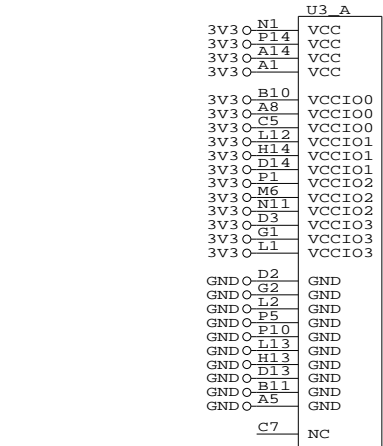 U3_A
3V3 N1 VCC
3V3 P14 VCC
3V3 A14 VCC
3V3 A1 VCC
3V3 B10 VCCIO0
3V3 A8 VCCIO0
3V3 C5 VCCIO0
3V3 L12 VCCIO1
3V3 H14 VCCIO1
3V3 D14 VCCIO1
3V3 P1 VCCIO2
3V3 M6 VCCIO2
3V3 N11 VCCIO2
3V3 D3 VCCIO3
3V3 G1 VCCIO3
3V3 L1 VCCIO3
GND D2 GND
GND G2 GND
GND L2 GND
GND P5 GND
GND P10 GND
GND L13 GND
GND H13 GND
GND D13 GND
GND B11 GND
GND A5 GND
C7 NC